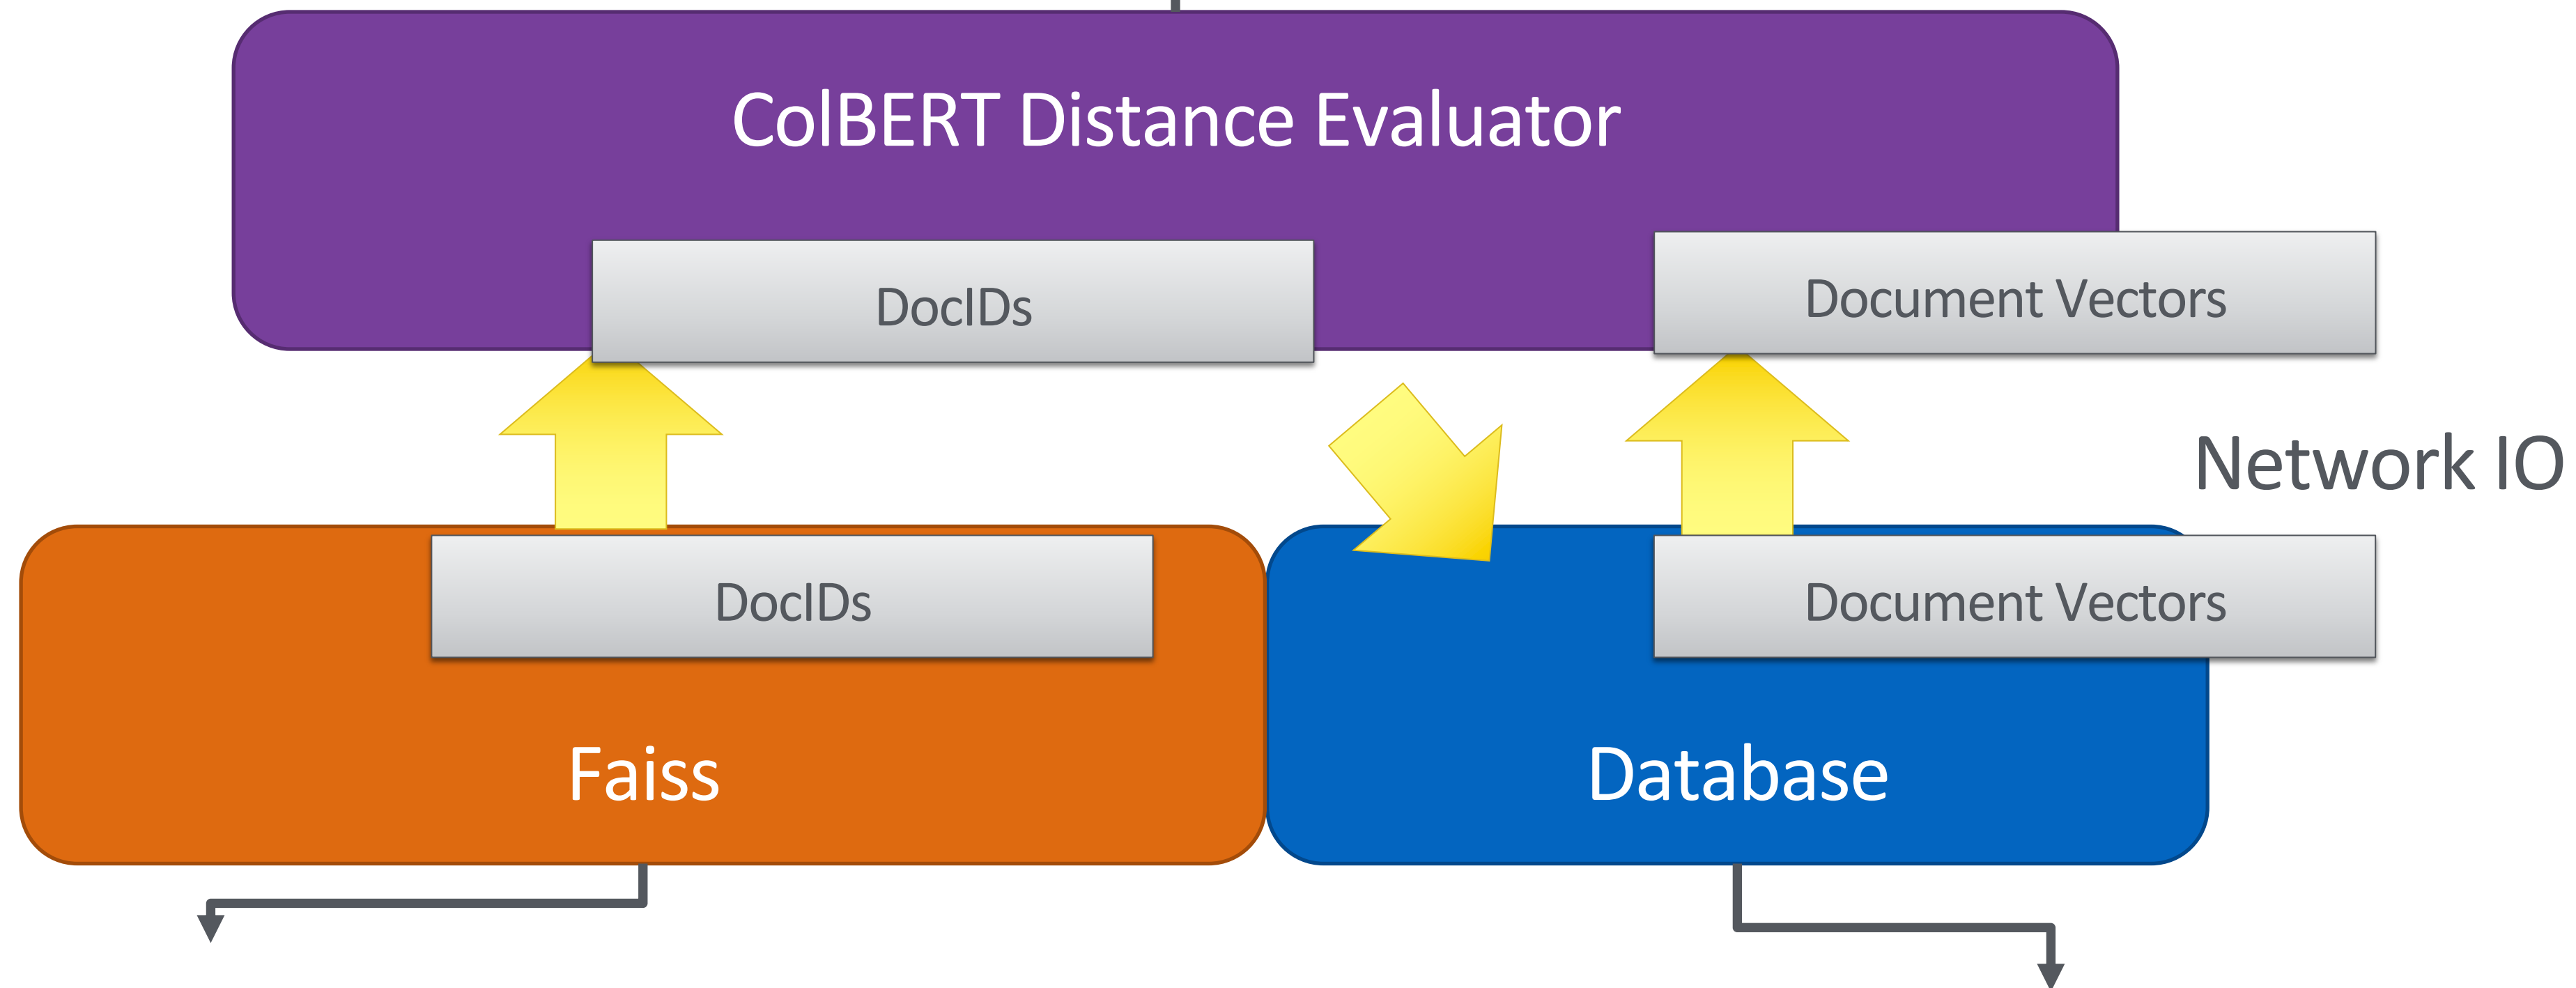 ColBERT Distance Evaluator
DocIDs
Document Vectors
Network IO
DocIDs
Document Vectors
Faiss
Database